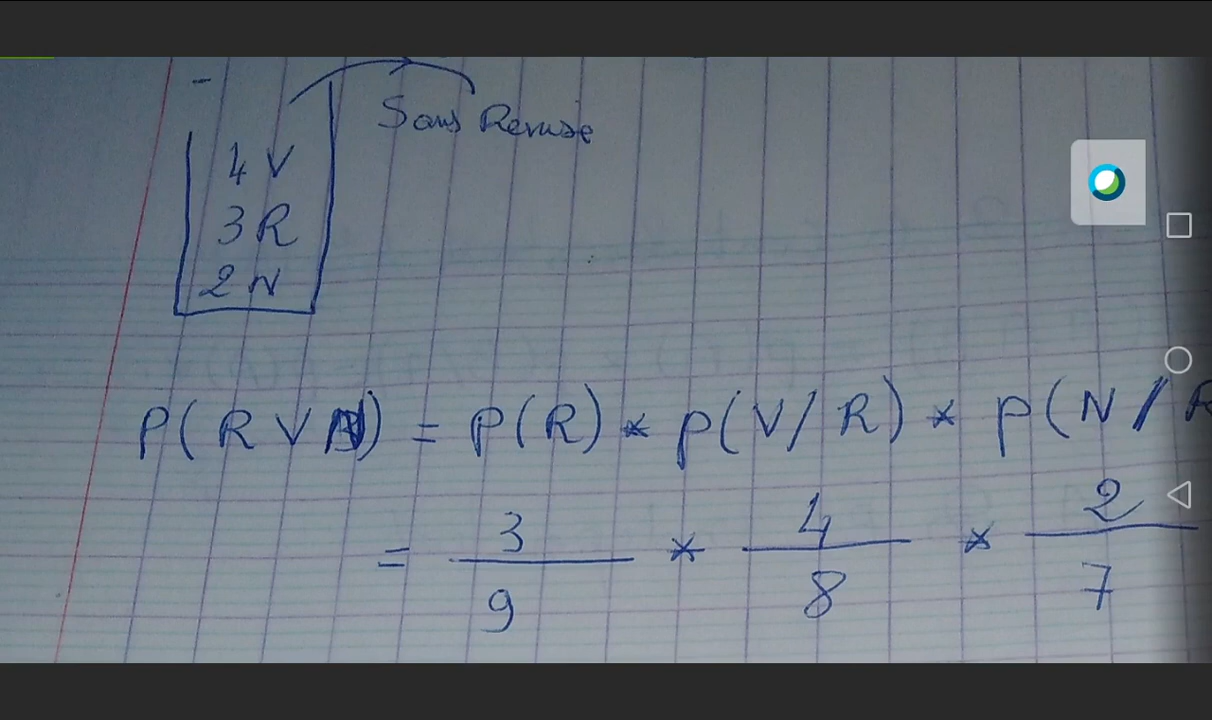 Sans Remise
4 V
3 R
2 N
P( R V N) = P(R) * p(V/ R) * p(N / R
= 3/9 * 4/8 * 2/7